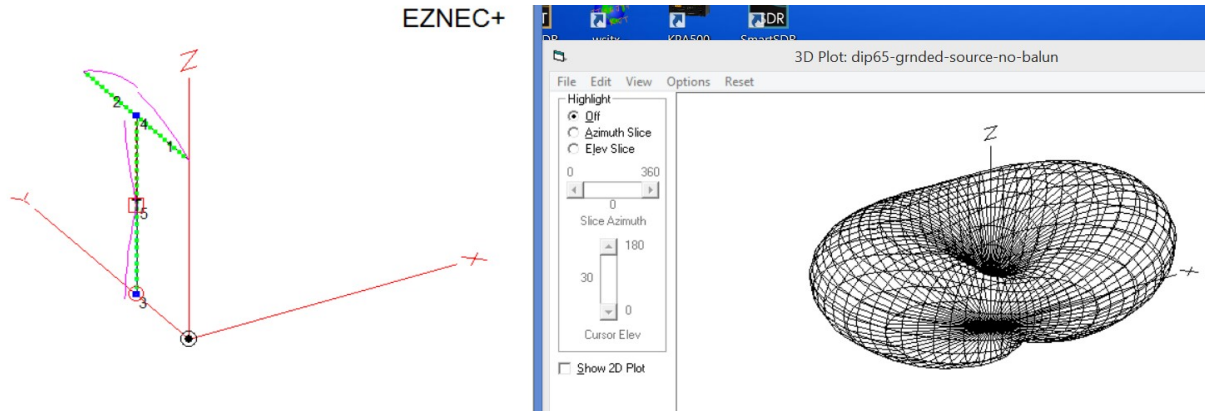 EZNEC+
Z
2
4
1
Y
5
X
3
wsjtx
KPA500
SmartSDR
3D Plot: dip65-grnded-source-no-balun
File Edit View Options Reset
Highlight
Off
Azimuth Slice
Elev Slice
0 360
0
Slice Azimuth
180
30
0
Cursor Elev
Show 2D Plot
Z
X